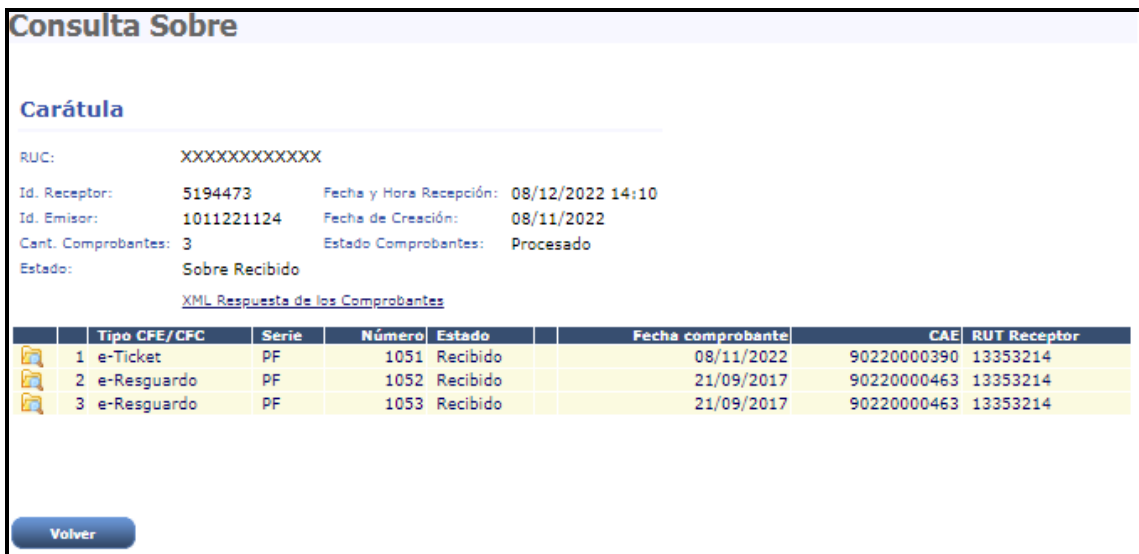 Consulta Sobre
Carátula
RUC: XXXXXXXXXXXX
Id. Receptor: 5194473 Fecha y Hora Recepción: 08/12/2022 14:10
Id. Emisor: 1011221124 Fecha de Creación: 08/11/2022
Cant. Comprobantes: 3 Estado Comprobantes: Procesado
Estado: Sobre Recibido
XML Respuesta de los Comprobantes
Tipo CFE/CFC Serie Número Estado Fecha comprobante CAE RUT Receptor
1 e-Ticket PF 1051 Recibido 08/11/2022 90220000390 13353214
2 e-Resguardo PF 1052 Recibido 21/09/2017 90220000463 13353214
3 e-Resguardo PF 1053 Recibido 21/09/2017 90220000463 13353214
Volver